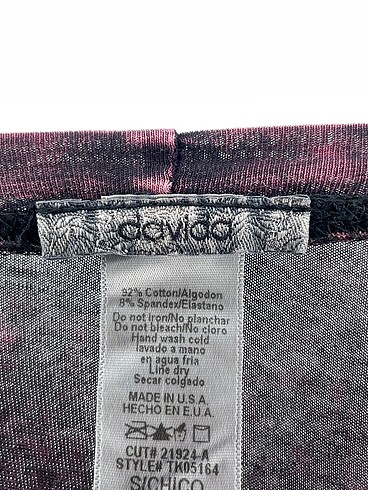 davidd
92% Cotton/Algodon
8% Spandex/Elastano
Do not iron/No planchar
Do not bleach/No cloro
Hand wash cold
lavado a mano
en agua fria
Line dry
Secar colgado
MADE IN U.S.A.
HECHO EN E.U.A.
CUT# 21924-A
STYLE# TK05164
S/CHICO